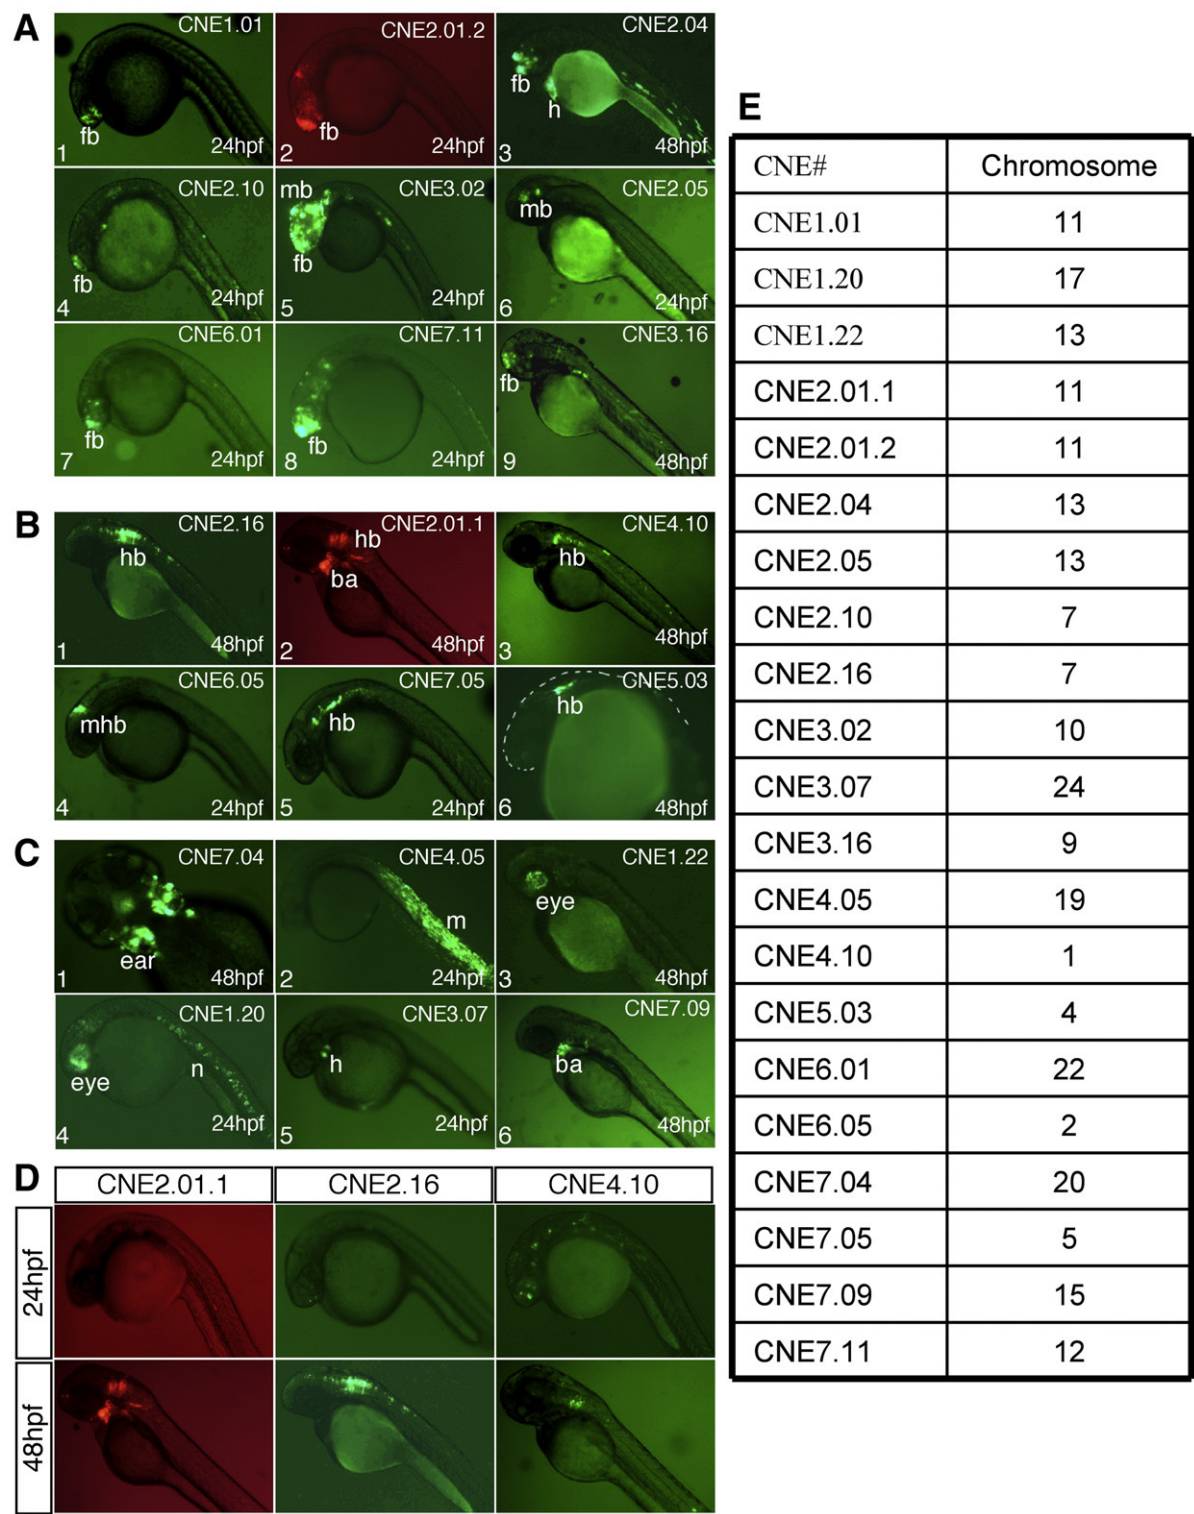 A
CNE1.01
fb
24hpf
1
CNE2.01.2
fb
24hpf
2
CNE2.04
fb
h
48hpf
3
CNE2.10
fb
24hpf
4
CNE3.02
mb
fb
24hpf
5
CNE2.05
mb
24hpf
6
CNE6.01
fb
24hpf
7
CNE7.11
fb
24hpf
8
CNE3.16
fb
48hpf
9
B
CNE2.16
hb
48hpf
1
CNE2.01.1
hb
ba
48hpf
2
CNE4.10
hb
48hpf
3
CNE6.05
mhb
24hpf
4
CNE7.05
hb
24hpf
5
CNE5.03
hb
48hpf
6
C
CNE7.04
ear
48hpf
1
CNE4.05
m
24hpf
2
CNE1.22
eye
48hpf
3
CNE1.20
eye
n
24hpf
4
CNE3.07
h
24hpf
5
CNE7.09
ba
48hpf
6
D
CNE2.01.1 CNE2.16 CNE4.10
24hpf
48hpf
E
CNE# Chromosome
CNE1.01 11
CNE1.20 17
CNE1.22 13
CNE2.01.1 11
CNE2.01.2 11
CNE2.04 13
CNE2.05 13
CNE2.10 7
CNE2.16 7
CNE3.02 10
CNE3.07 24
CNE3.16 9
CNE4.05 19
CNE4.10 1
CNE5.03 4
CNE6.01 22
CNE6.05 2
CNE7.04 20
CNE7.05 5
CNE7.09 15
CNE7.11 12